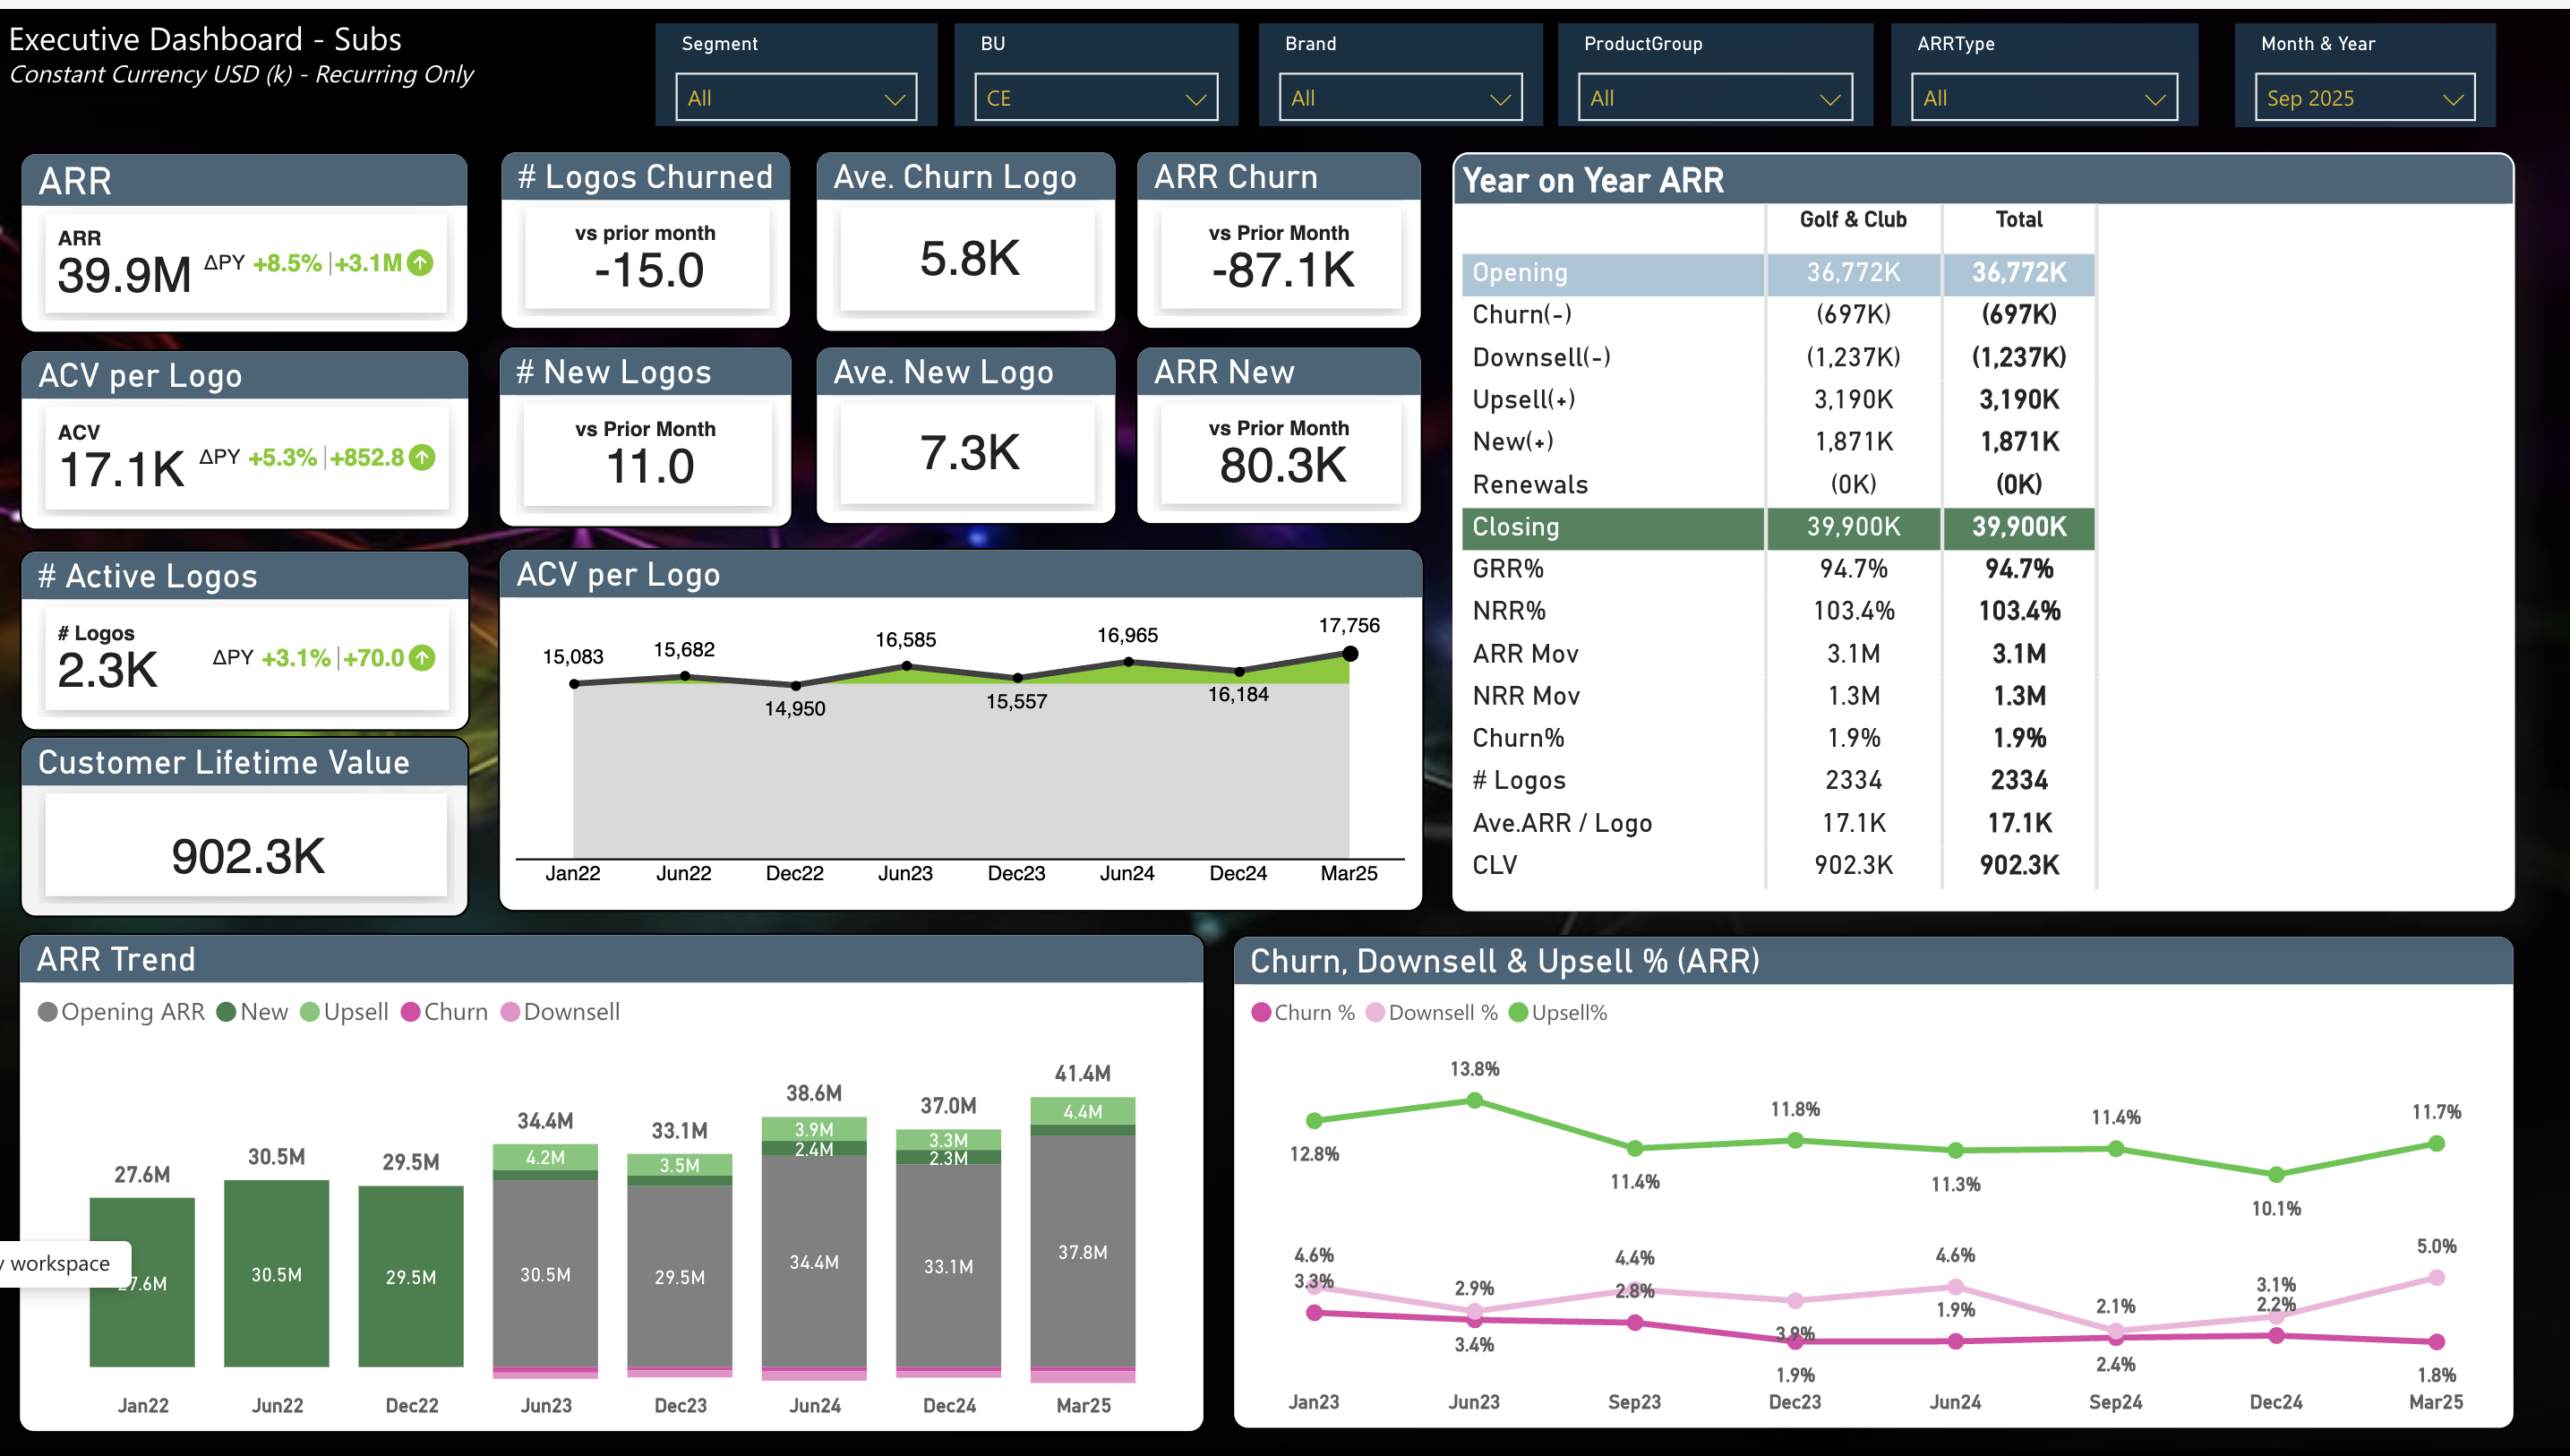 Executive Dashboard - Subs
Constant Currency USD (k) - Recurring Only
Segment
All
BU
CE
Brand
All
ProductGroup
All
ARRType
All
Month & Year
Sep 2025
ARR
ARR
39.9M ΔPY +8.5% | +3.1M
# Logos Churned
vs prior month
-15.0
Ave. Churn Logo
5.8K
ARR Churn
vs Prior Month
-87.1K
ACV per Logo
ACV
17.1K ΔPY +5.3% | +852.8
# New Logos
vs Prior Month
11.0
Ave. New Logo
7.3K
ARR New
vs Prior Month
80.3K
# Active Logos
# Logos
2.3K ΔPY +3.1% | +70.0
Customer Lifetime Value
902.3K
ACV per Logo
15,083 15,682 14,950 16,585 15,557 16,965 16,184 17,756
Jan22 Jun22 Dec22 Jun23 Dec23 Jun24 Dec24 Mar25
Year on Year ARR
Golf & Club Total
Opening 36,772K 36,772K
Churn(-) (697K) (697K)
Downsell(-) (1,237K) (1,237K)
Upsell(+) 3,190K 3,190K
New(+) 1,871K 1,871K
Renewals (0K) (0K)
Closing 39,900K 39,900K
GRR% 94.7% 94.7%
NRR% 103.4% 103.4%
ARR Mov 3.1M 3.1M
NRR Mov 1.3M 1.3M
Churn% 1.9% 1.9%
# Logos 2334 2334
Ave.ARR / Logo 17.1K 17.1K
CLV 902.3K 902.3K
ARR Trend
Opening ARR New Upsell Churn Downsell
27.6M 30.5M 29.5M 34.4M 33.1M 38.6M 37.0M 41.4M
4.2M 3.5M 3.9M 3.3M 4.4M
2.4M 2.3M
27.6M 30.5M 29.5M 30.5M 29.5M 34.4M 33.1M 37.8M
workspace
Jan22 Jun22 Dec22 Jun23 Dec23 Jun24 Dec24 Mar25
Churn, Downsell & Upsell % (ARR)
Churn % Downsell % Upsell%
12.8% 13.8% 11.4% 11.8% 11.3% 11.4% 10.1% 11.7%
4.6% 2.9% 4.4% 3.9% 4.6% 2.1% 3.1% 5.0%
3.3% 3.4% 2.8% 1.9% 1.9% 2.4% 2.2% 1.8%
Jan23 Jun23 Sep23 Dec23 Jun24 Sep24 Dec24 Mar25